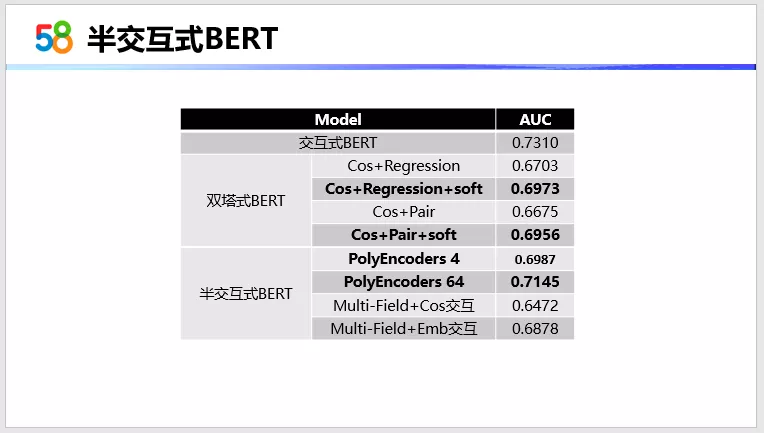 58 半交互式BERT
Model AUC
交互式BERT 0.7310
双塔式BERT
Cos+Regression 0.6703
Cos+Regression+soft 0.6973
Cos+Pair 0.6675
Cos+Pair+soft 0.6956
半交互式BERT
PolyEncoders 4 0.6987
PolyEncoders 64 0.7145
Multi-Field+Cos交互 0.6472
Multi-Field+Emb交互 0.6878